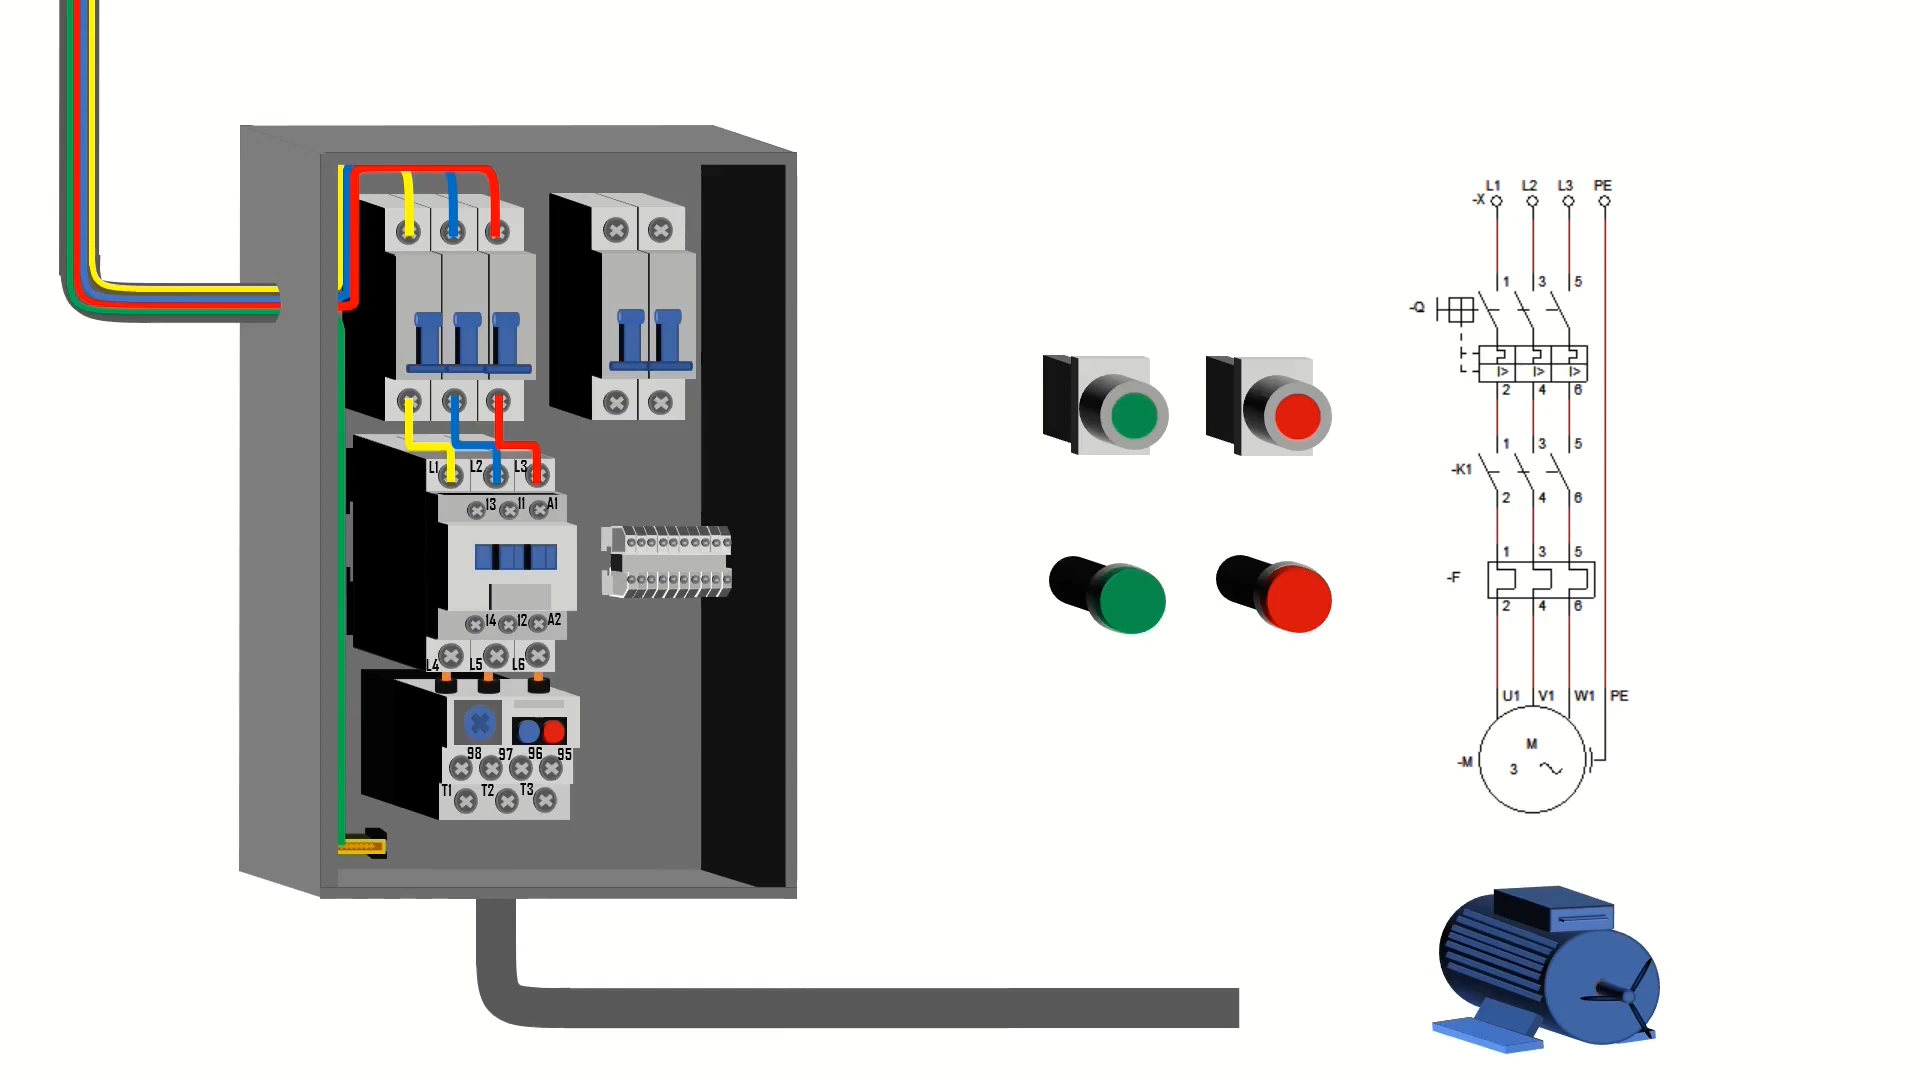 L1 L2 L3
13 11 A1
14 12 A2
L4 L5 L6
98 97 96 95
T1 T2 T3
L1 L2 L3 PE
-X
1 3 5
-Q
I> I> I>
2 4 6
1 3 5
-K1
2 4 6
1 3 5
-F
2 4 6
U1 V1 W1 PE
M
-M
3